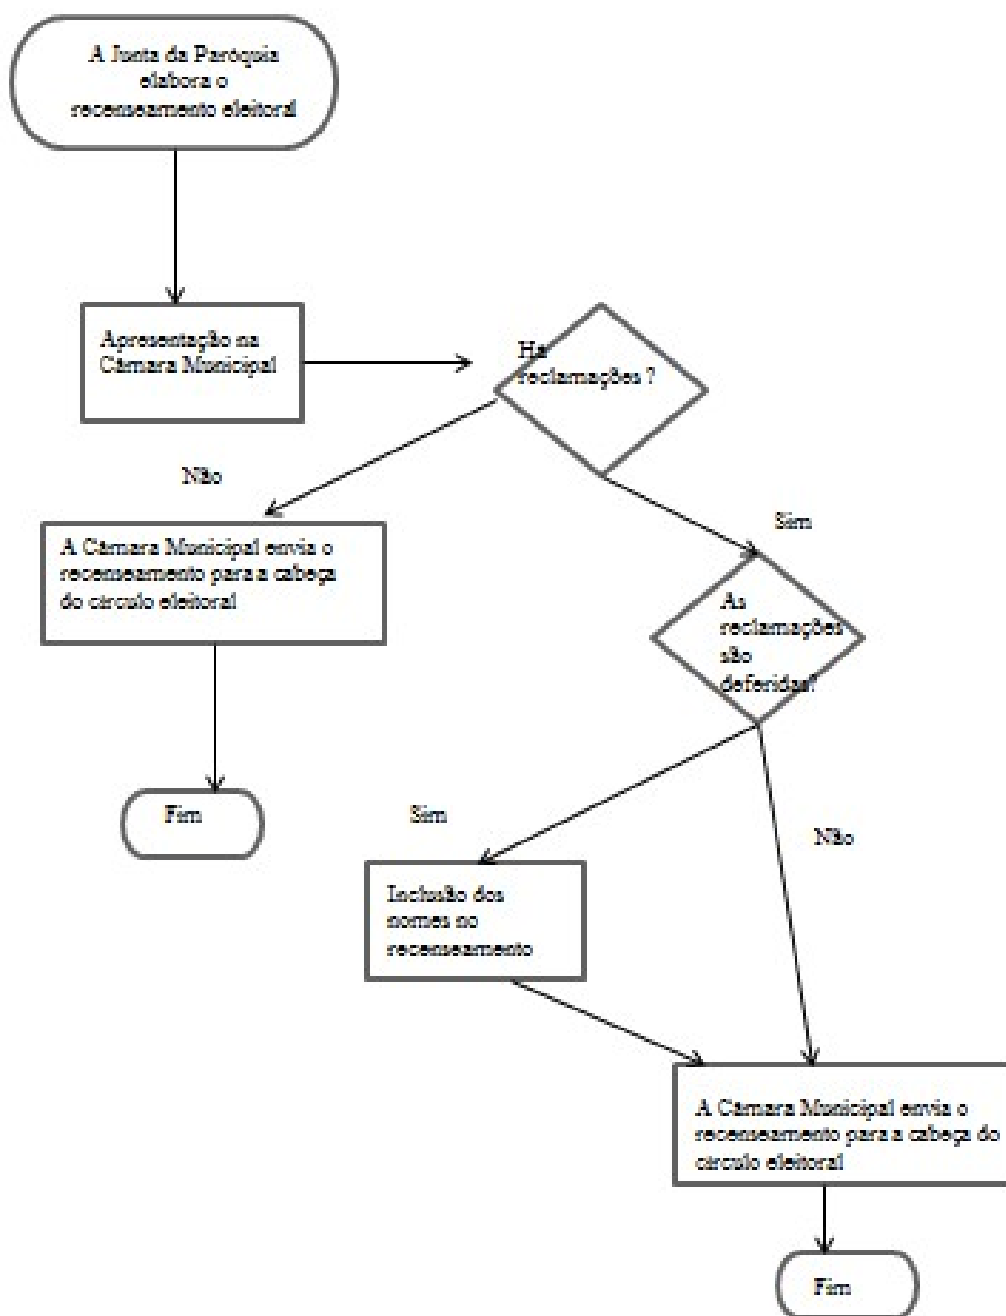 A Junta da Paróquia
elabora o
recenseamento eleitoral
Apresentação na
Câmara Municipal
Há
reclamações ?
Não
A Câmara Municipal envia o
recenseamento para a cabeça
do círculo eleitoral
Sim
As
reclamações
são
deferidas?
Fim
Sim
Não
Inclusão dos
nomes no
recenseamento
A Câmara Municipal envia o
recenseamento para a cabeça do
círculo eleitoral
Fim